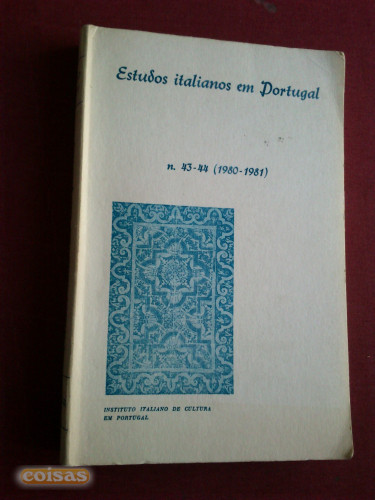 Estudos italianos em Portugal
n. 43-44 (1980-1981)
INSTITUTO ITALIANO DE CULTURA
EM PORTUGAL
coisas